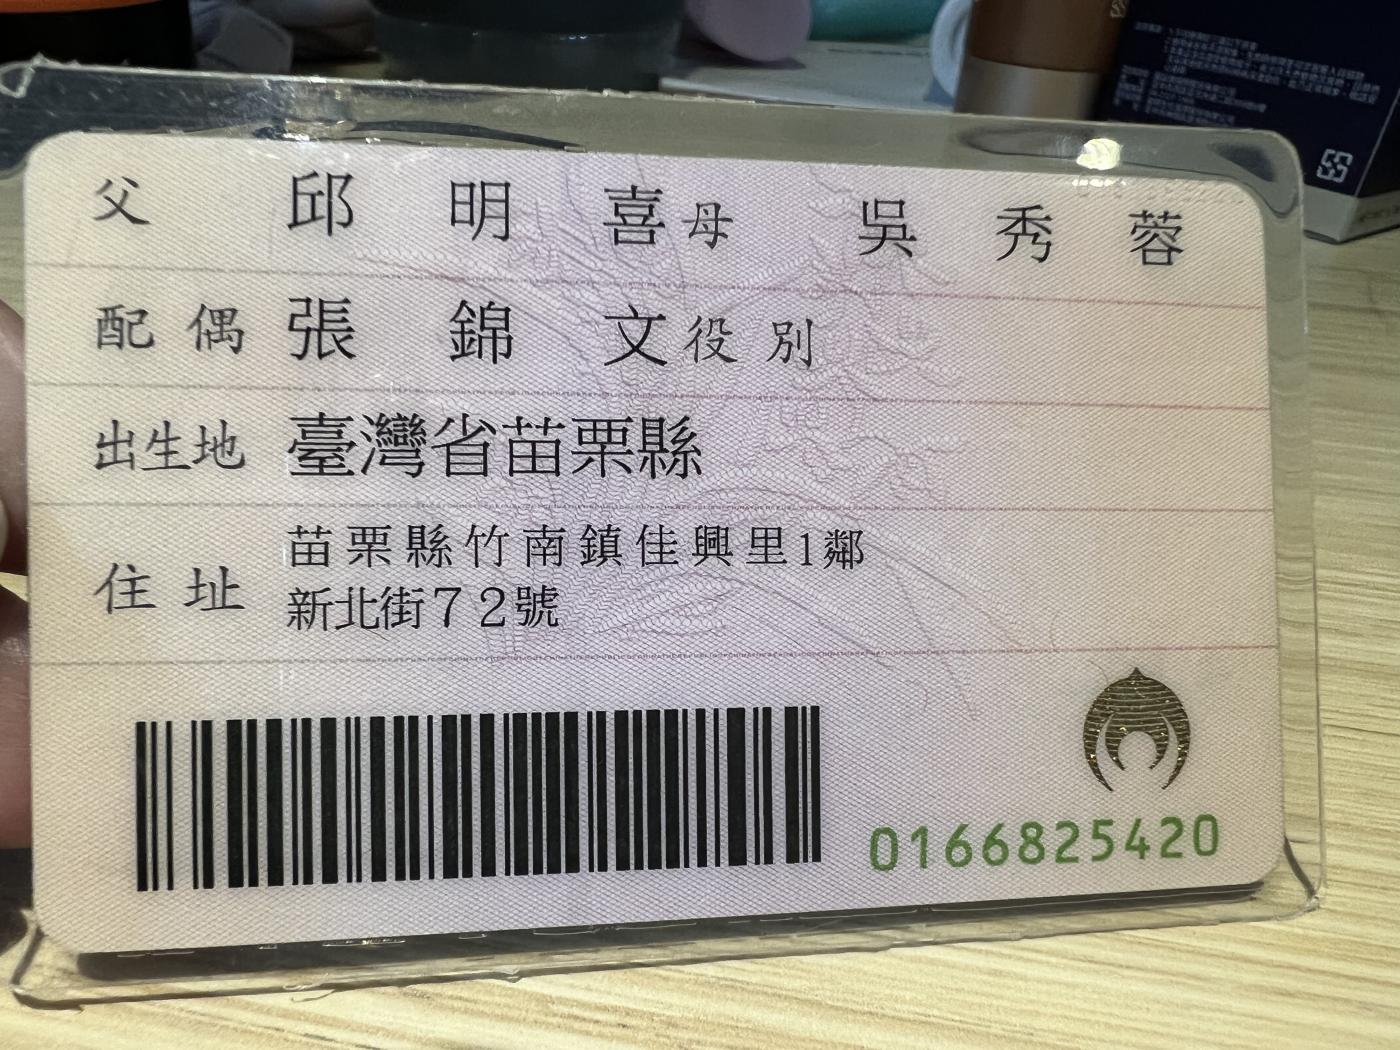 父 邱明喜 母 吳秀蓉
配偶 張錦文 役別
出生地 臺灣省苗栗縣
住址 苗栗縣竹南鎮佳興里1鄰
新北街72號
0166825420